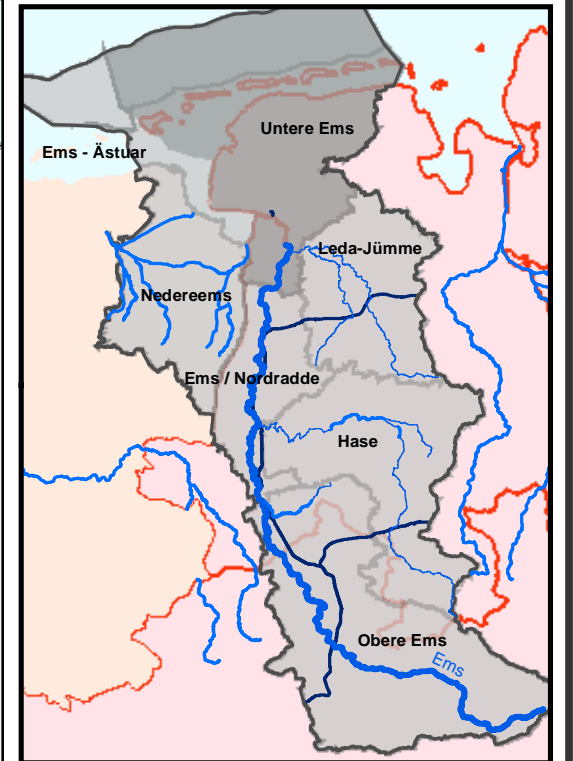 Untere Ems
Ems - Ästuar
Leda-Jümme
Nedereems
Ems / Nordradde
Hase
Obere Ems
Ems